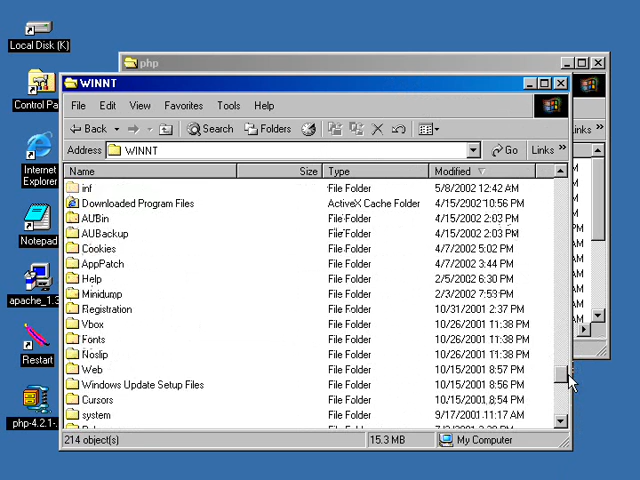 Local Disk (K)
Control Pa
Internet
Explorer
Notepad
apache_1.3
Restart
php-4.2.1-
php
inks »
WINNT
File Edit View Favorites Tools Help
Back Search Folders
Address WINNT Go Links »
Name Size Type Modified
inf File Folder 5/8/2002 12:42 AM
Downloaded Program Files ActiveX Cache Folder 4/15/2002 10:56 PM
AUBin File Folder 4/15/2002 2:03 PM
AUBackup File Folder 4/15/2002 2:03 PM
Cookies File Folder 4/7/2002 5:02 PM
AppPatch File Folder 4/7/2002 3:44 PM
Help File Folder 2/5/2002 6:30 PM
Minidump File Folder 2/3/2002 7:53 PM
Registration File Folder 10/31/2001 2:37 PM
Vbox File Folder 10/26/2001 11:38 PM
Fonts File Folder 10/26/2001 11:38 PM
Noslip File Folder 10/26/2001 11:38 PM
Web File Folder 10/15/2001 8:57 PM
Windows Update Setup Files File Folder 10/15/2001 8:56 PM
Cursors File Folder 10/15/2001 8:54 PM
system File Folder 9/17/2001 11:17 AM
214 object(s) 15.3 MB My Computer